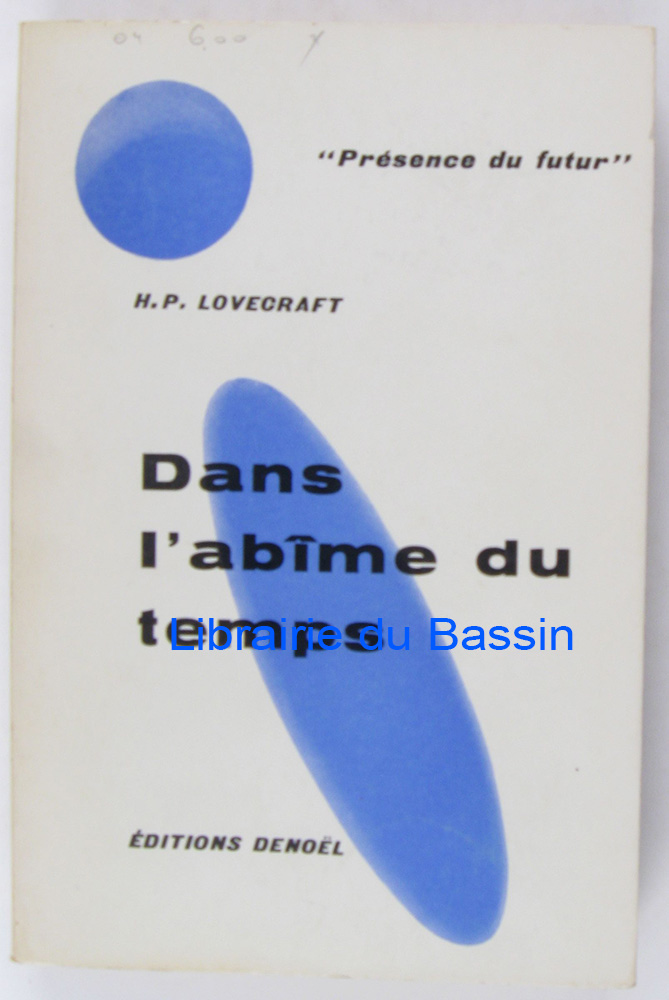 04 6,00
"Présence du futur"
H.P. LOVECRAFT
Dans
l'abîme du
temps
Librairie du Bassin
ÉDITIONS DENOËL